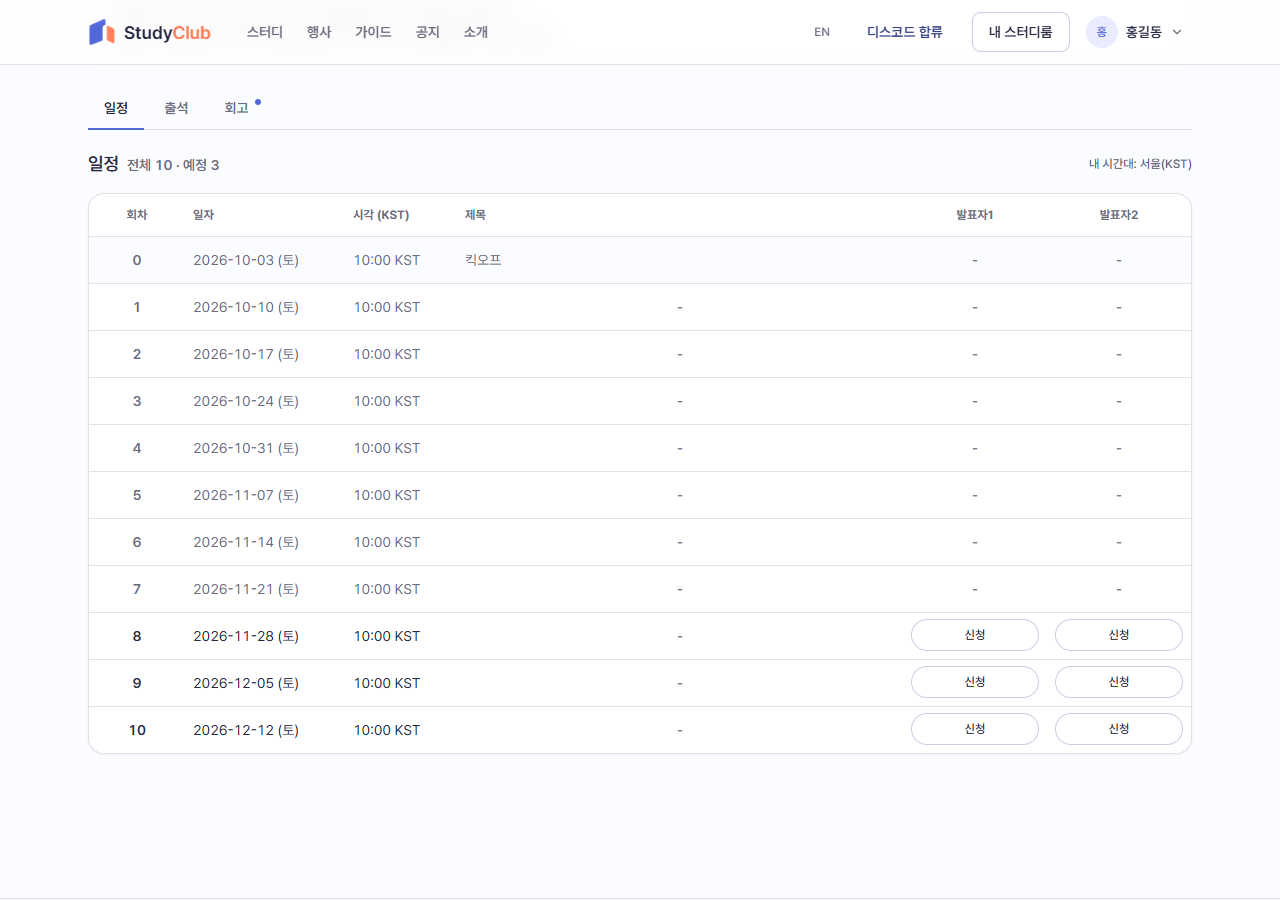 StudyClub 스터디 행사 가이드 공지 소개 EN 디스코드 합류 내 스터디룸 홍 홍길동
일정 출석 회고
일정 전체 10 · 예정 3 내 시간대: 서울(KST)
회차 일자 시각 (KST) 제목 발표자1 발표자2
0 2026-10-03 (토) 10:00 KST 킥오프 - -
1 2026-10-10 (토) 10:00 KST - - -
2 2026-10-17 (토) 10:00 KST - - -
3 2026-10-24 (토) 10:00 KST - - -
4 2026-10-31 (토) 10:00 KST - - -
5 2026-11-07 (토) 10:00 KST - - -
6 2026-11-14 (토) 10:00 KST - - -
7 2026-11-21 (토) 10:00 KST - - -
8 2026-11-28 (토) 10:00 KST - 신청 신청
9 2026-12-05 (토) 10:00 KST - 신청 신청
10 2026-12-12 (토) 10:00 KST - 신청 신청